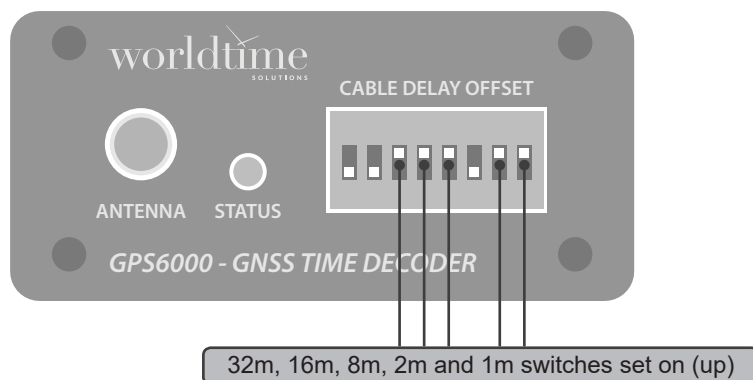 worldtime
SOLUTIONS
CABLE DELAY OFFSET
ANTENNA STATUS
GPS6000 - GNSS TIME DECODER
32m, 16m, 8m, 2m and 1m switches set on (up)